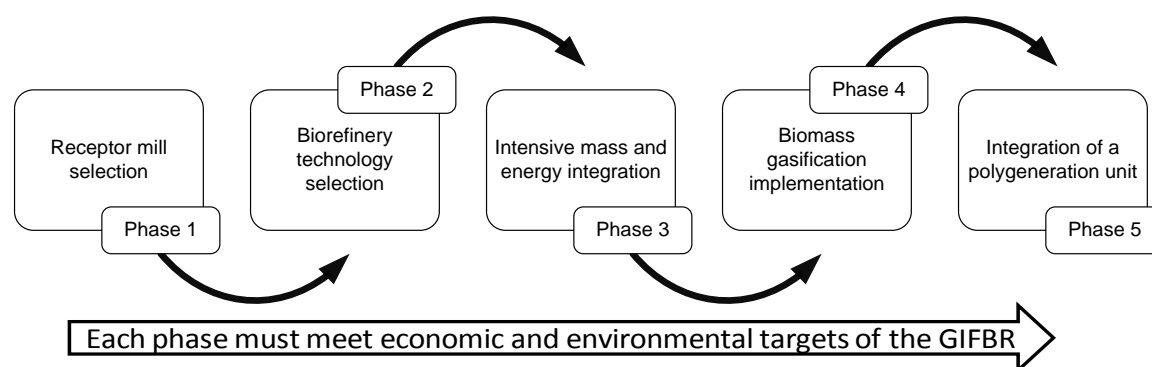 Receptor mill
selection
Phase 1
Phase 2
Biorefinery
technology
selection
Intensive mass and
energy integration
Phase 3
Phase 4
Biomass
gasification
implementation
Integration of a
polygeneration unit
Phase 5
Each phase must meet economic and environmental targets of the GIFBR